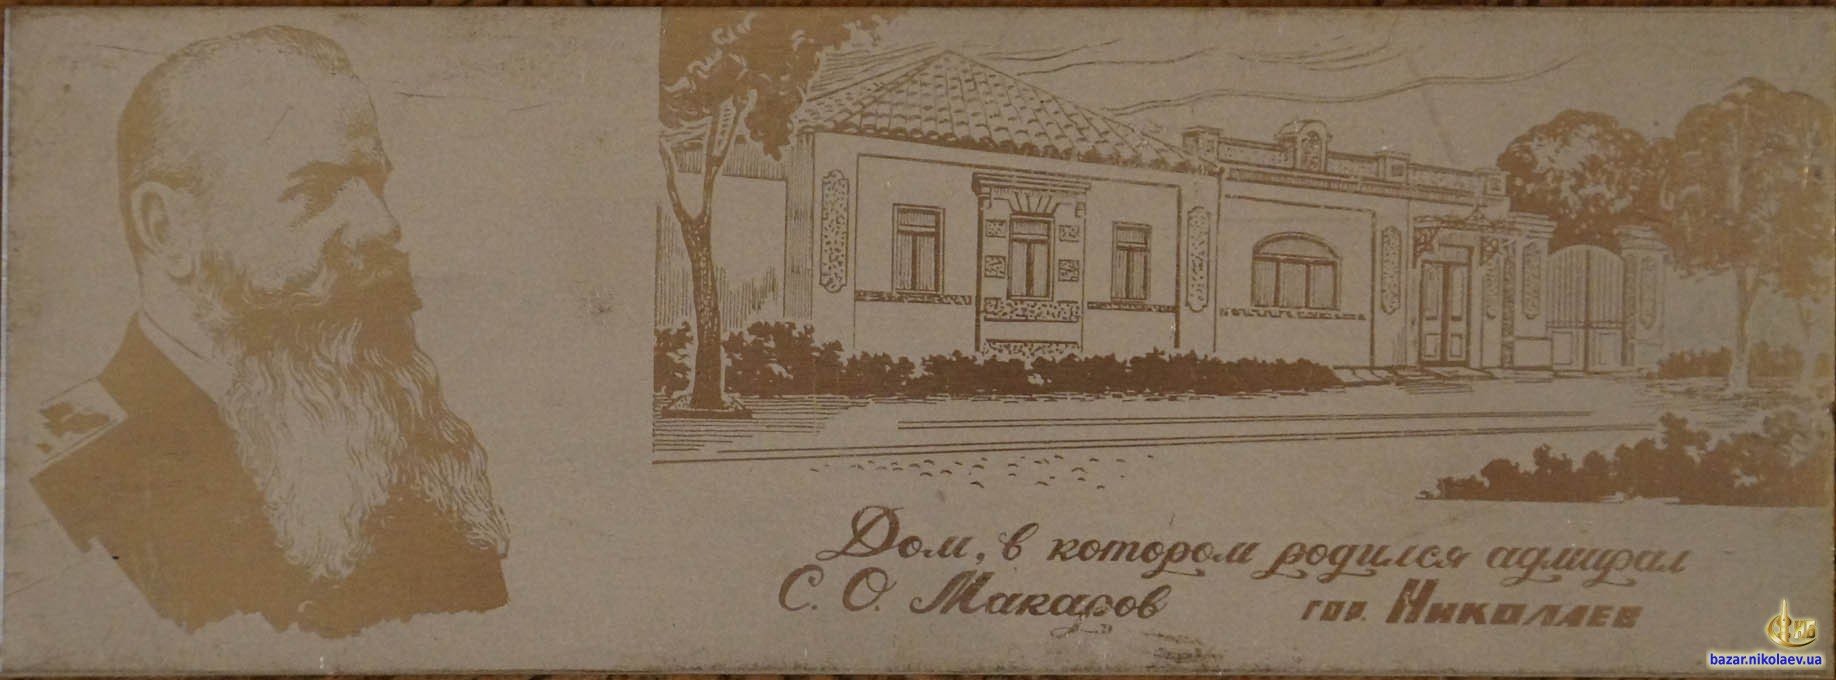 Дом, в котором родился адмирал
С. О. Макаров гор. Николаев
bazar.nikolaev.ua